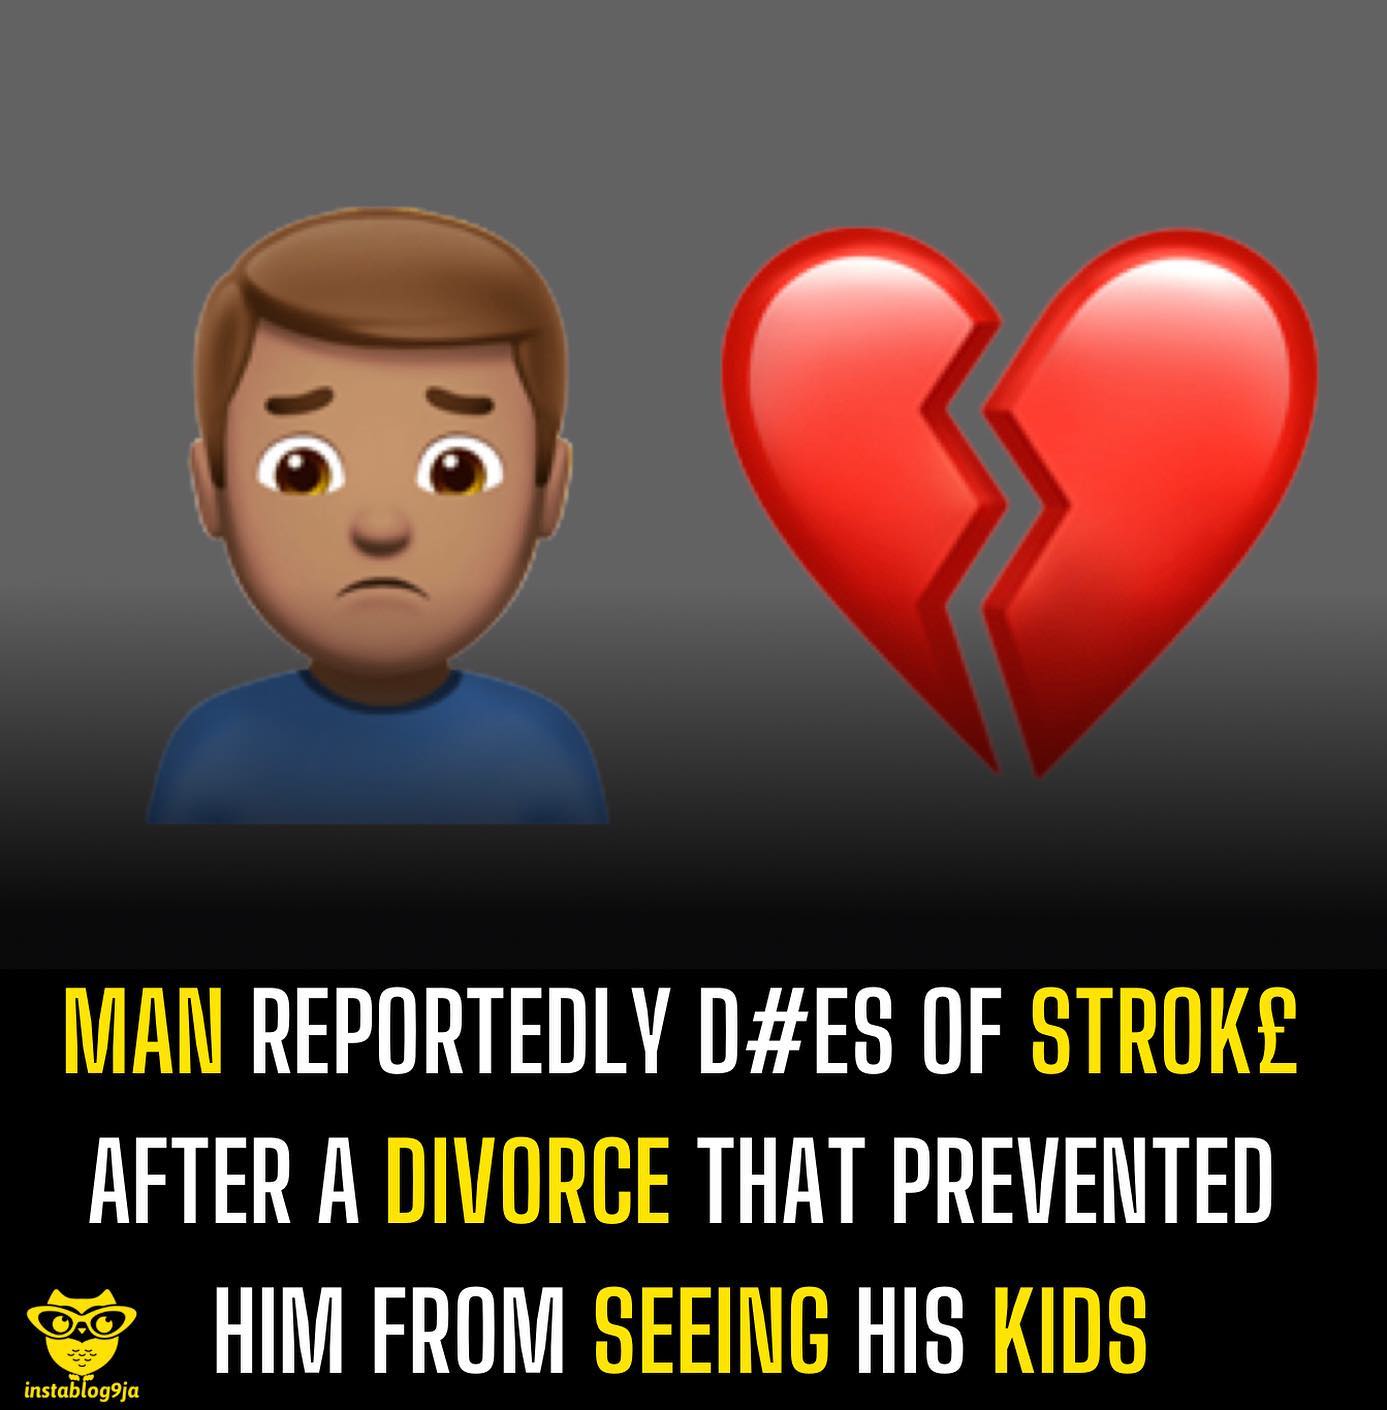 MAN REPORTEDLY D#ES OF STROK£
AFTER A DIVORCE THAT PREVENTED
HIM FROM SEEING HIS KIDS
instablog9ja